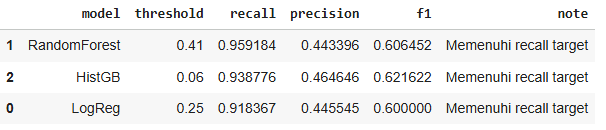 model threshold recall precision f1 note
1 RandomForest 0.41 0.959184 0.443396 0.606452 Memenuhi recall target
2 HistGB 0.06 0.938776 0.464646 0.621622 Memenuhi recall target
0 LogReg 0.25 0.918367 0.445545 0.600000 Memenuhi recall target